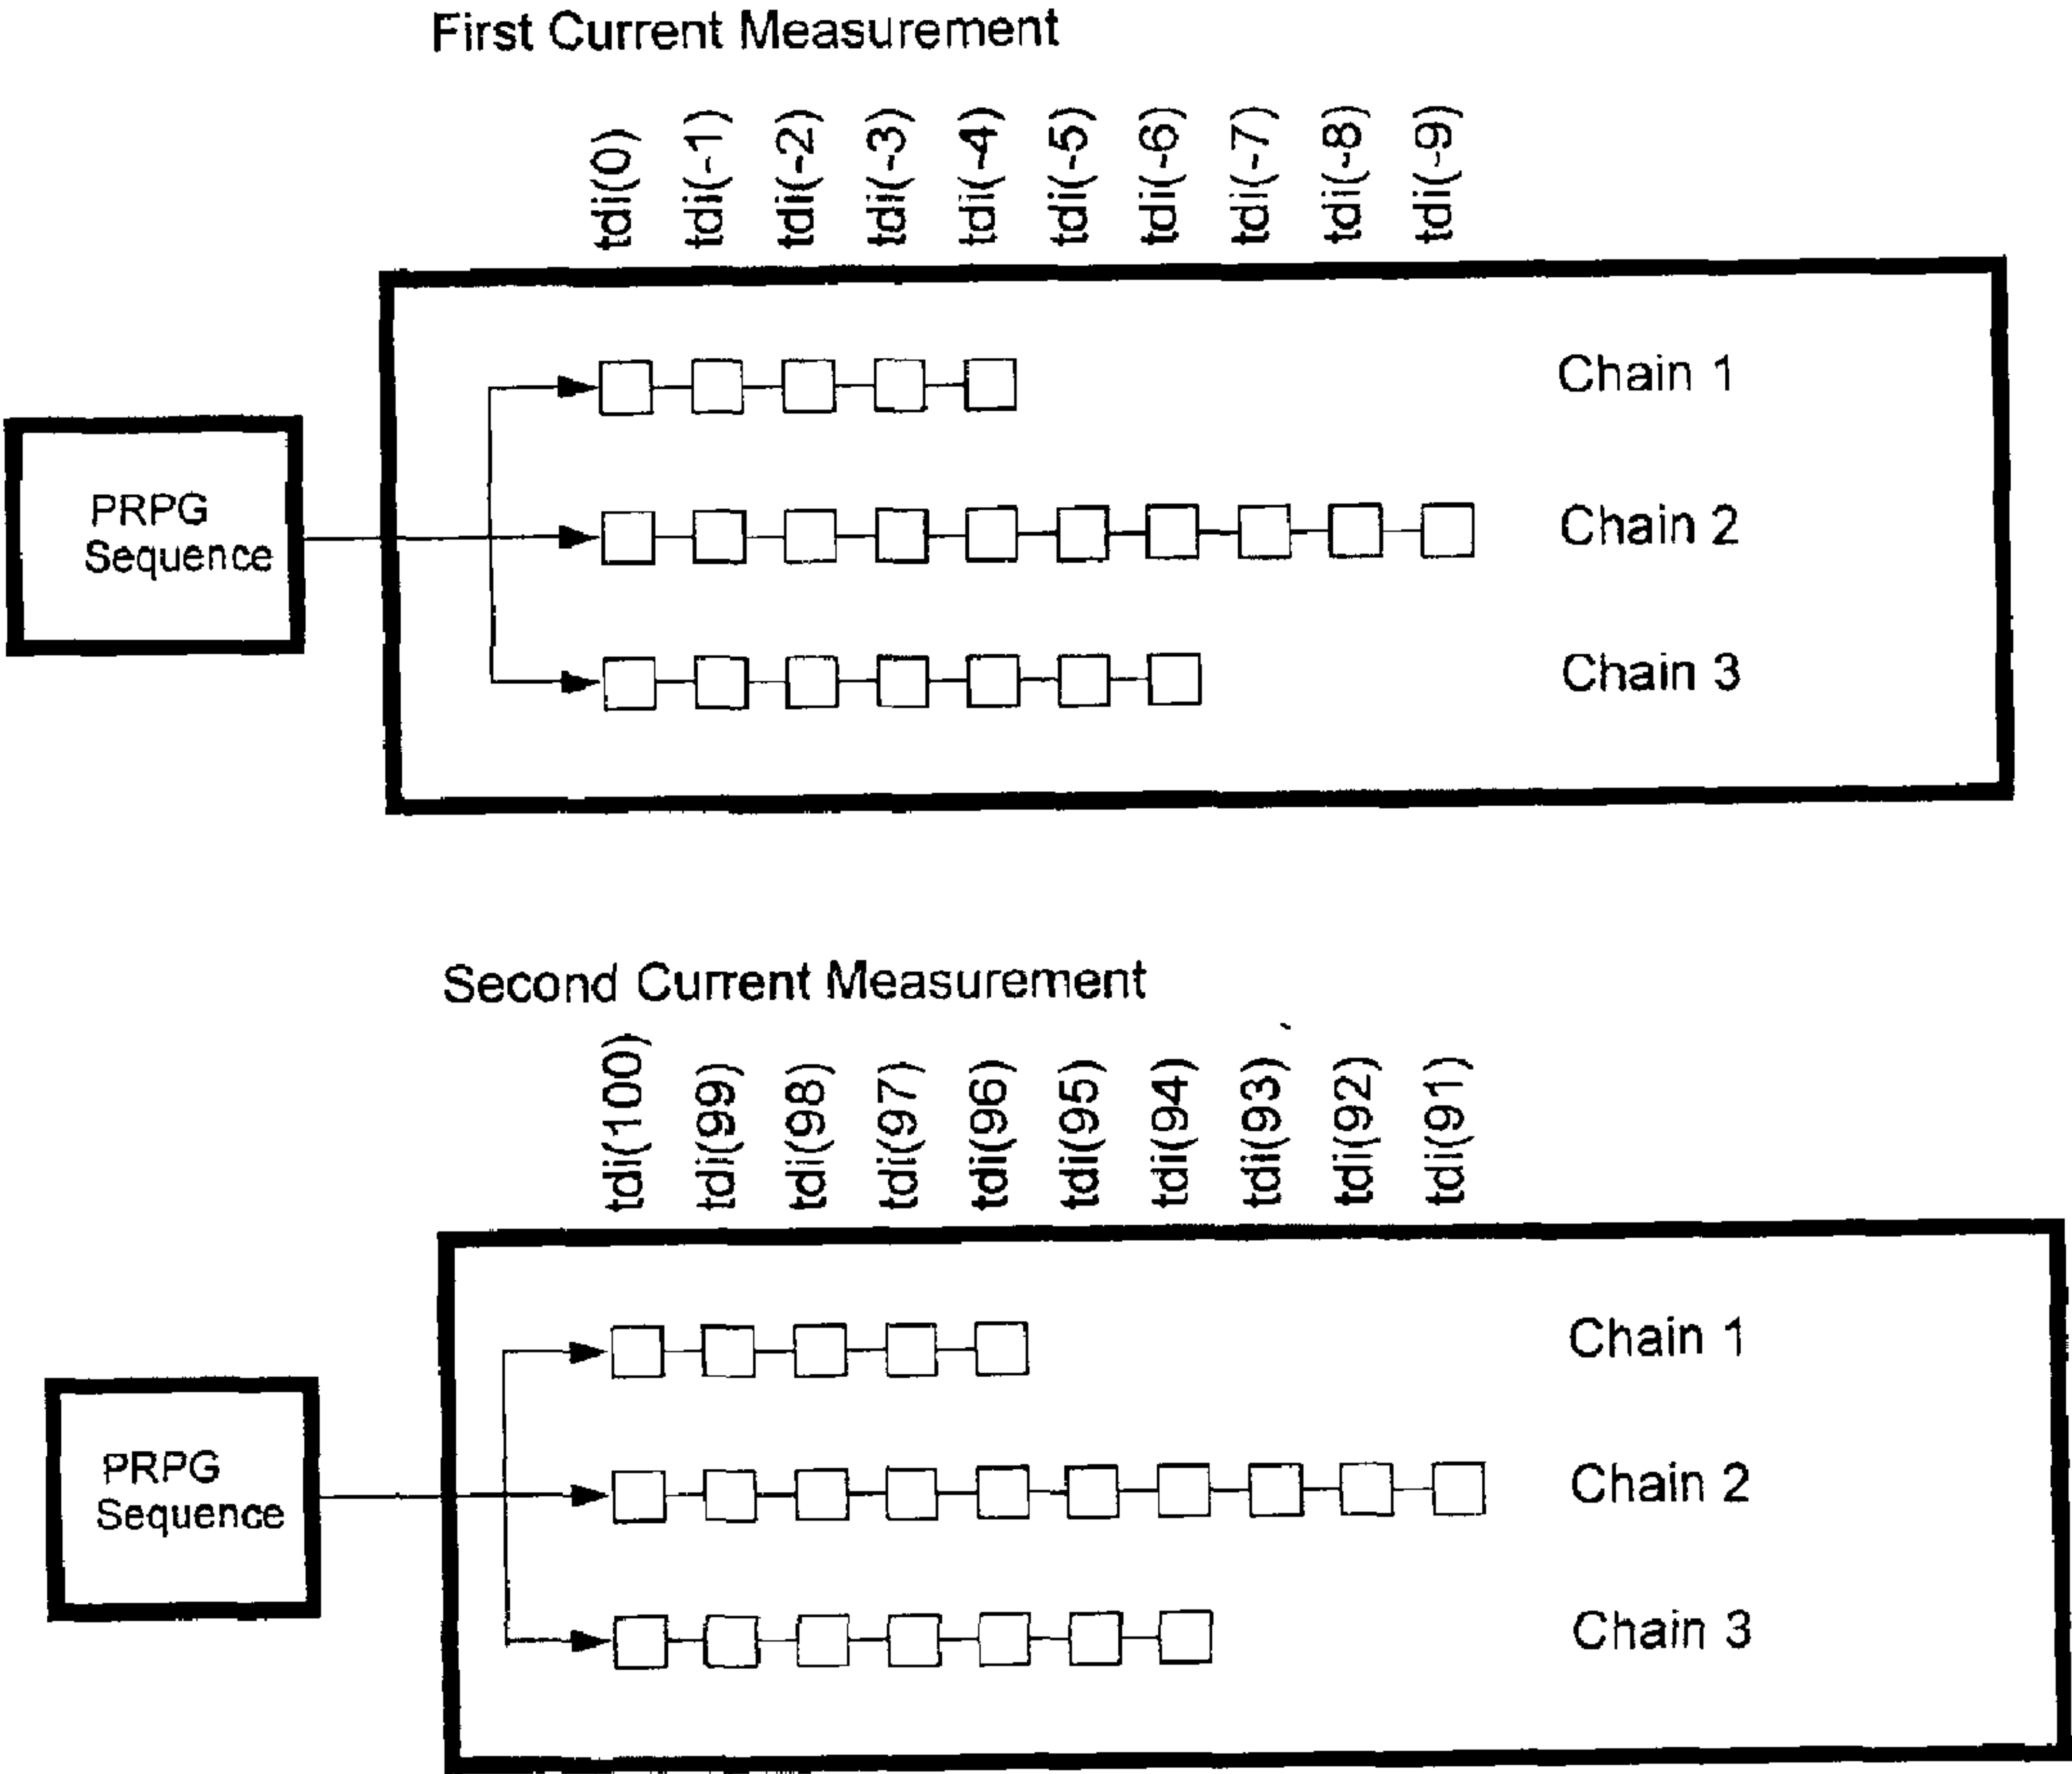 First Current Measurement
tdi(0)
tdi(-1)
tdi(-2)
tdi(-3)
tdi(-4)
tdi(-5)
tdi(-6)
tdi(-7)
tdi(-8)
tdi(-9)
Chain 1
PRPG
Sequence
Chain 2
Chain 3
Second Current Measurement
tdi(100)
tdi(99)
tdi(98)
tdi(97)
tdi(96)
tdi(95)
tdi(94)
tdi(93)
tdi(92)
tdi(91)
Chain 1
PRPG
Sequence
Chain 2
Chain 3